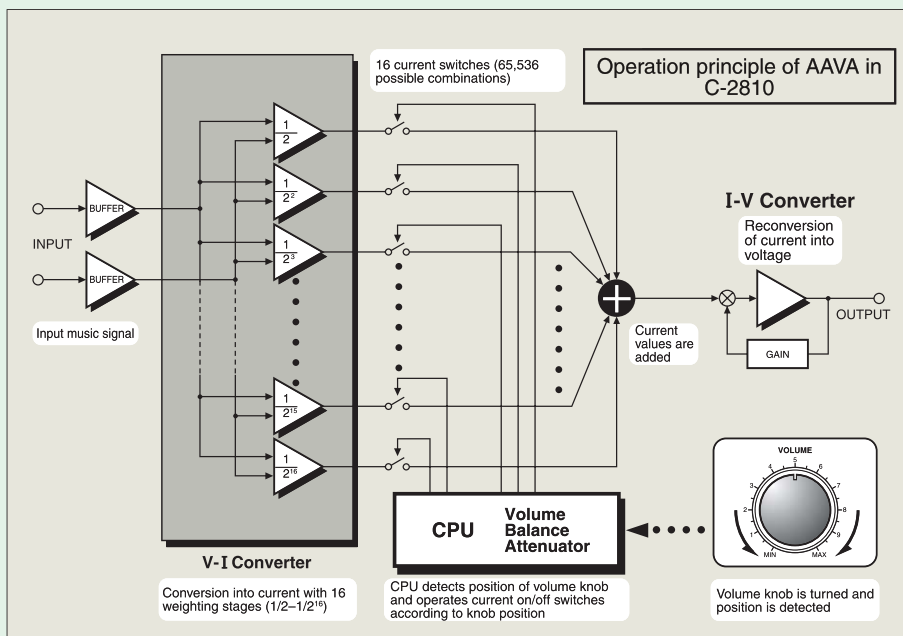 Operation principle of AAVA in
C-2810
16 current switches (65,536
possible combinations)
1
2
1
2²
1
2³
1
2¹⁵
1
2¹⁶
BUFFER
INPUT
BUFFER
Input music signal
I-V Converter
Reconversion
of current into
voltage
OUTPUT
GAIN
Current
values are
added
V-I Converter
Conversion into current with 16
weighting stages (1/2–1/2¹⁶)
CPU
Volume
Balance
Attenuator
CPU detects position of volume knob
and operates current on/off switches
according to knob position
VOLUME
5
4 6
3 7
2 8
1 9
MIN MAX
Volume knob is turned and
position is detected